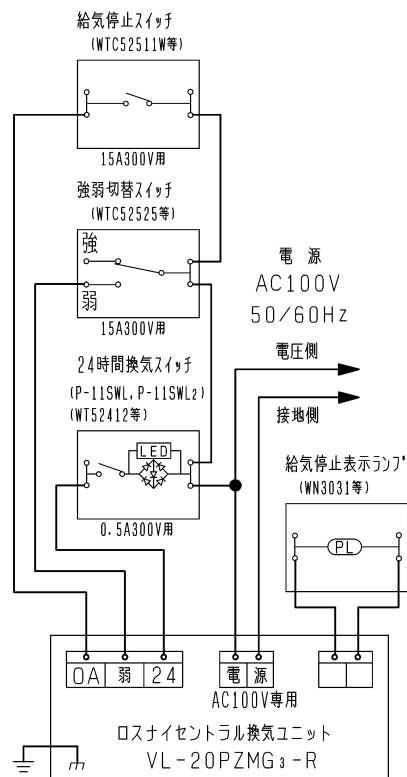 給気停止スイッチ
(WTC52511W等)
15A300V用
強弱切替スイッチ
(WTC52525等)
強
弱
15A300V用
電 源
AC100V
50/60Hz
電圧側
接地側
24時間換気スイッチ
(P-11SWL,P-11SWL₂)
(WT52412等)
LED
0.5A300V用
給気停止表示ランプ
(WN3031等)
PL
OA 弱 24 電 源
AC100V専用
ロスナイセントラル換気ユニット
VL-20PZMG₃-R